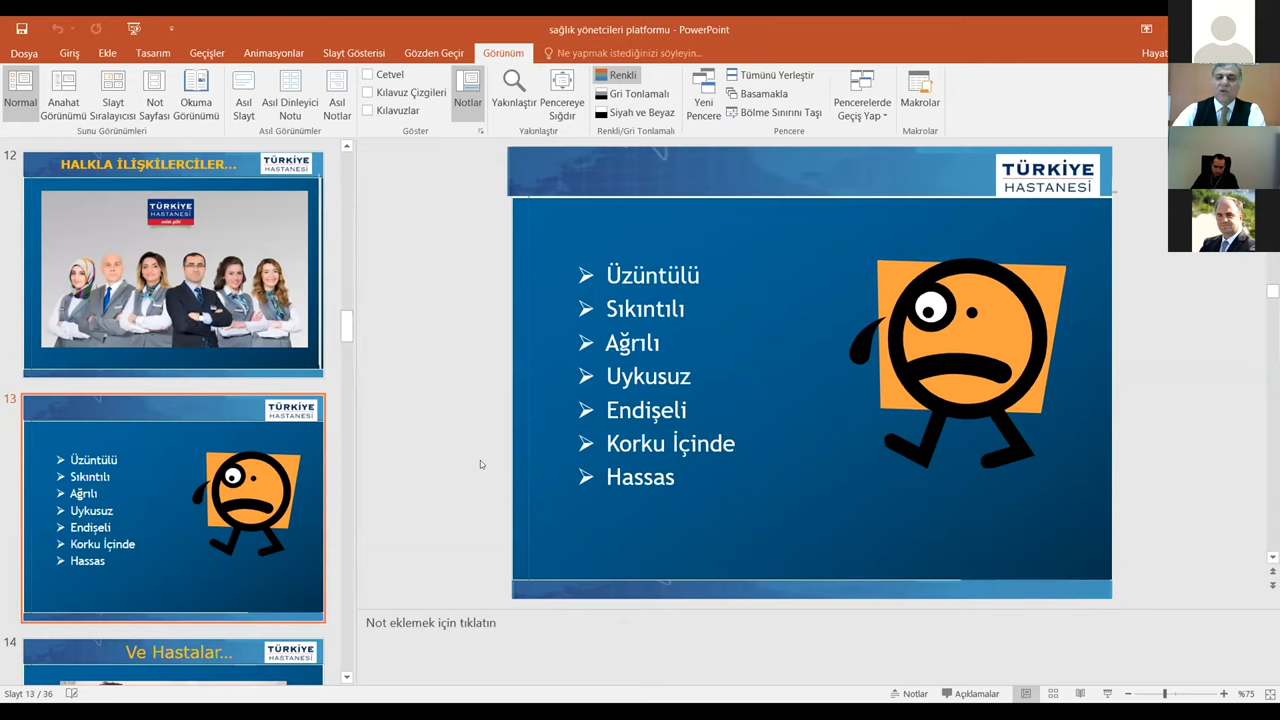 sağlık yönetcileri platformu - PowerPoint
Dosya Giriş Ekle Tasarım Geçişler Animasyonlar Slayt Gösterisi Gözden Geçir Görünüm Ne yapmak istediğinizi söyleyin... Hayat
Normal
Anahat Görünümü
Slayt Sıralayıcısı
Not Sayfası
Okuma Görünümü
Sunu Görünümleri
Asıl Slayt
Asıl Dinleyici Notu
Asıl Notlar
Asıl Görünümler
Cetvel
Kılavuz Çizgileri
Kılavuzlar
Göster
Notlar
Yakınlaştır
Pencereye Sığdır
Yakınlaştır
Renkli
Gri Tonlamalı
Siyah ve Beyaz
Renkli/Gri Tonlamalı
Yeni Pencere
Tümünü Yerleştir
Basamakla
Bölme Sınırını Taşı
Pencerelerde Geçiş Yap
Pencere
Makrolar
Makrolar
12
HALKLA İLİŞKİLERCİLER...
TÜRKİYE
HASTANESİ
TÜRKİYE
HASTANESİ
13
TÜRKİYE
HASTANESİ
Üzüntülü
Sıkıntılı
Ağrılı
Uykusuz
Endişeli
Korku İçinde
Hassas
14
Ve Hastalar...
TÜRKİYE
HASTANESİ
TÜRKİYE
HASTANESİ
Üzüntülü
Sıkıntılı
Ağrılı
Uykusuz
Endişeli
Korku İçinde
Hassas
Not eklemek için tıklatın
Slayt 13 / 36
Notlar Açıklamalar %75